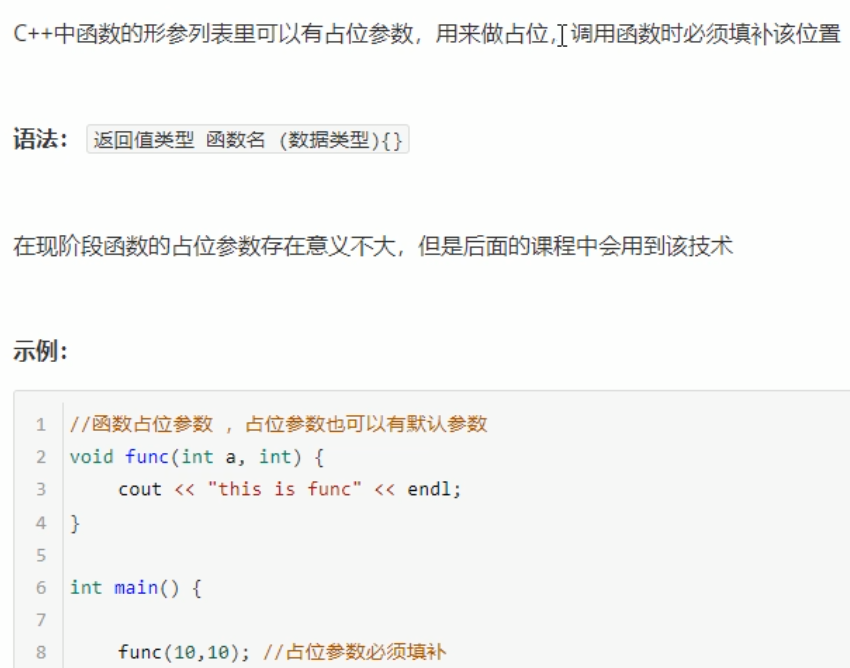 C++中函数的形参列表里可以有占位参数，用来做占位，调用函数时必须填补该位置
语法： 返回值类型 函数名 (数据类型){}
在现阶段函数的占位参数存在意义不大，但是后面的课程中会用到该技术
示例：
1 //函数占位参数 ，占位参数也可以有默认参数
2 void func(int a, int) {
3 cout << "this is func" << endl;
4 }
5
6 int main() {
7
8 func(10,10); //占位参数必须填补